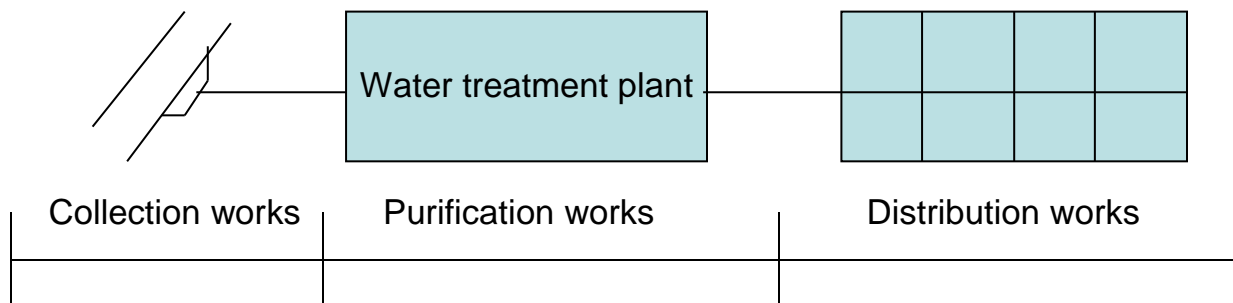 Water treatment plant
Collection works
Purification works
Distribution works